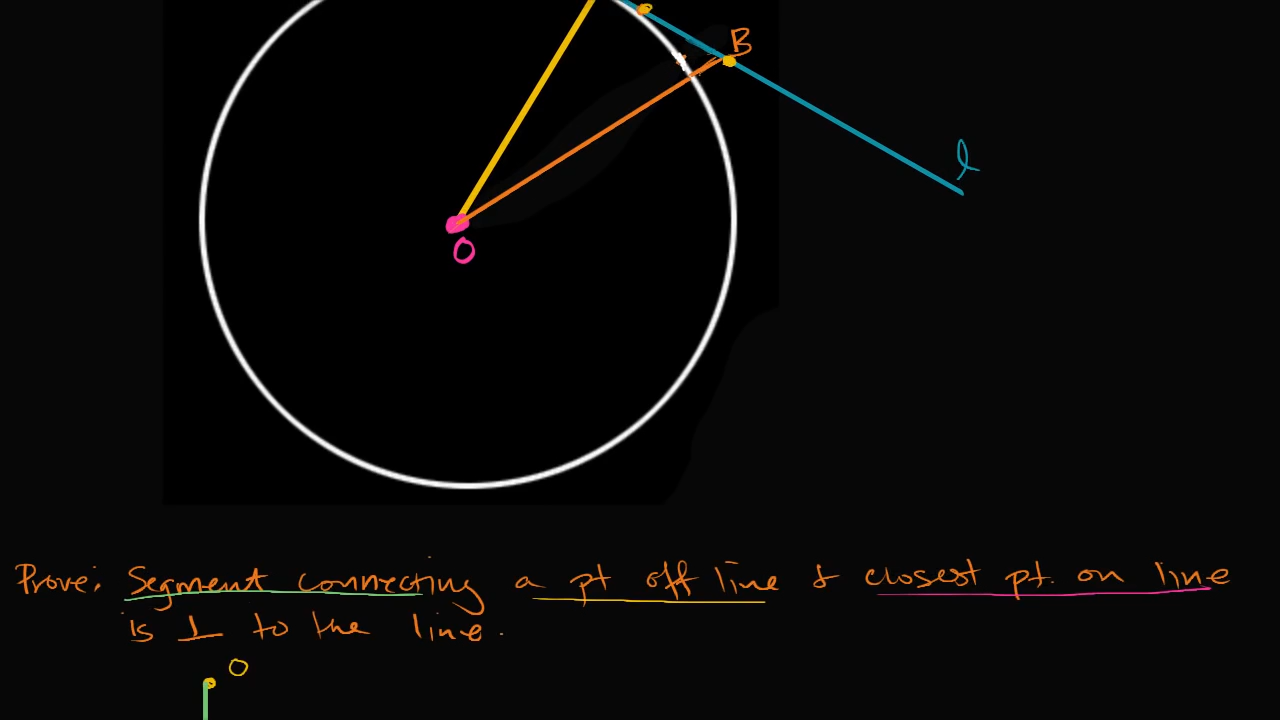 B
l
O
Prove: Segment connecting a pt off line & closest pt. on line
is ⊥ to the line.
O